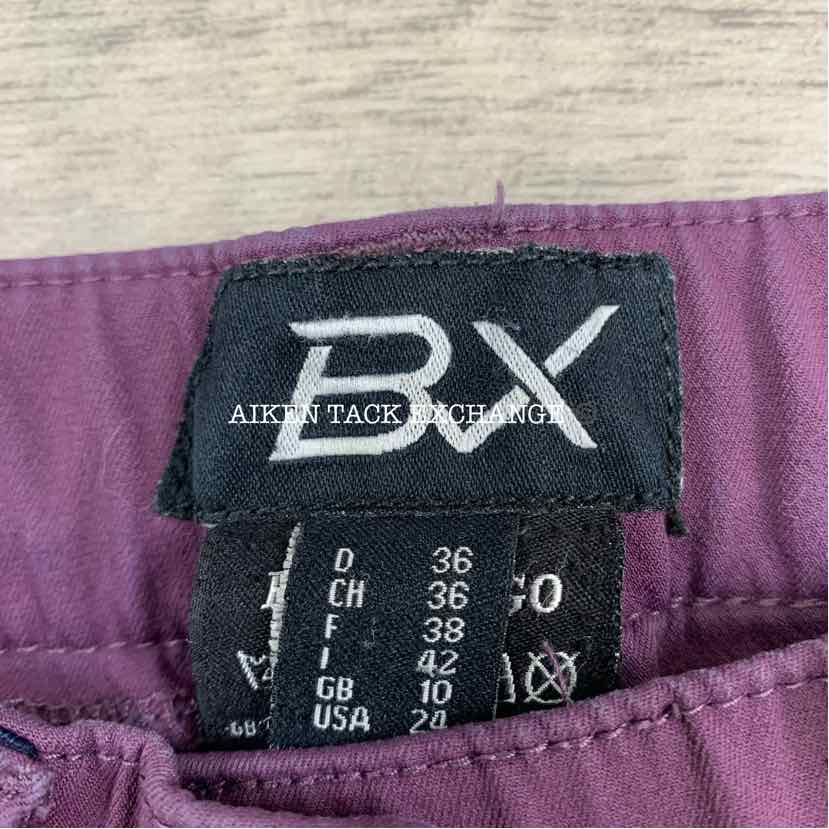 BX
AIKEN TACK EXCHANGE
D 36
CH 36
F 38
I 42
GB 10
USA 24
GO